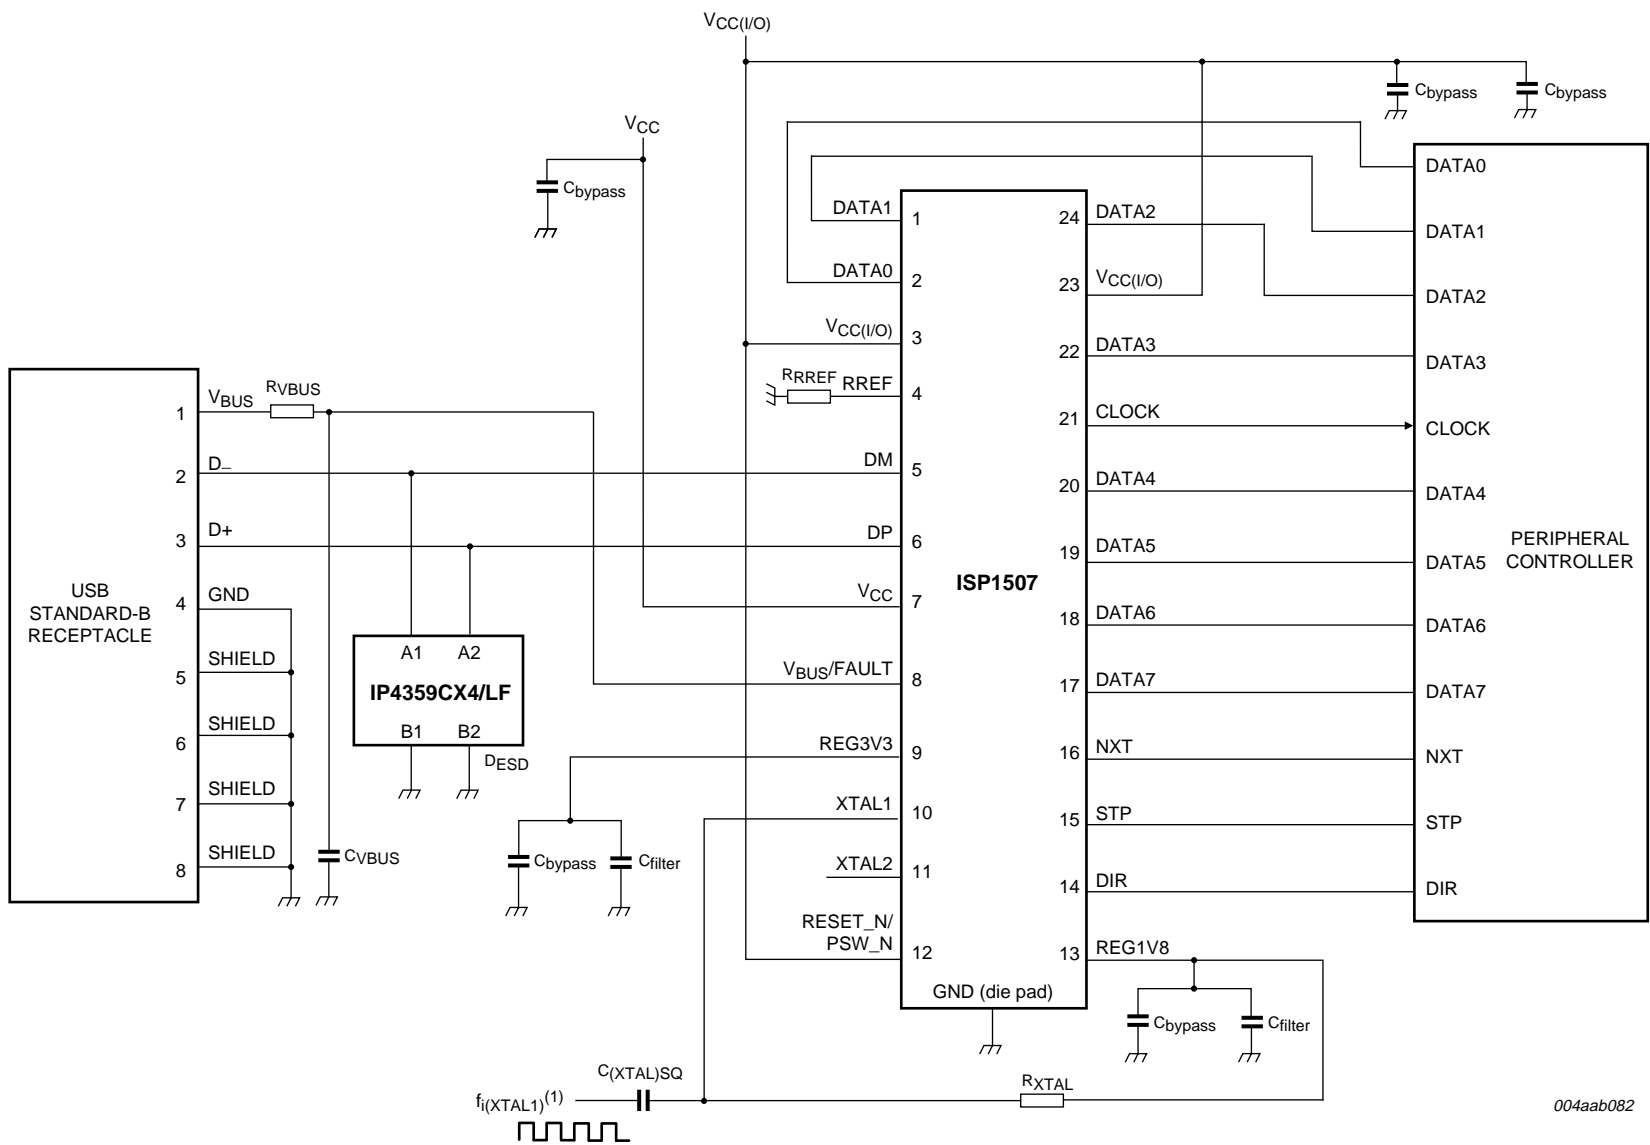 VCC(I/O)
Cbypass
Cbypass
VCC
Cbypass
USB
STANDARD-B
RECEPTACLE
1
VBUS
RVBUS
2
D–
3
D+
4
GND
5
SHIELD
6
SHIELD
7
SHIELD
8
SHIELD
CVBUS
A1 A2
IP4359CX4/LF
B1 B2
DESD
ISP1507
DATA1 1
DATA0 2
VCC(I/O) 3
RRREF RREF 4
DM 5
DP 6
VCC 7
VBUS/FAULT 8
REG3V3 9
Cbypass
Cfilter
XTAL1 10
XTAL2 11
RESET_N/
PSW_N 12
GND (die pad)
24 DATA2
23 VCC(I/O)
22 DATA3
21 CLOCK
20 DATA4
19 DATA5
18 DATA6
17 DATA7
16 NXT
15 STP
14 DIR
13 REG1V8
Cbypass
Cfilter
DATA0
DATA1
DATA2
DATA3
CLOCK
DATA4
DATA5
DATA6
DATA7
NXT
STP
DIR
PERIPHERAL
CONTROLLER
C(XTAL)SQ
RXTAL
fi(XTAL1)(1)
004aab082